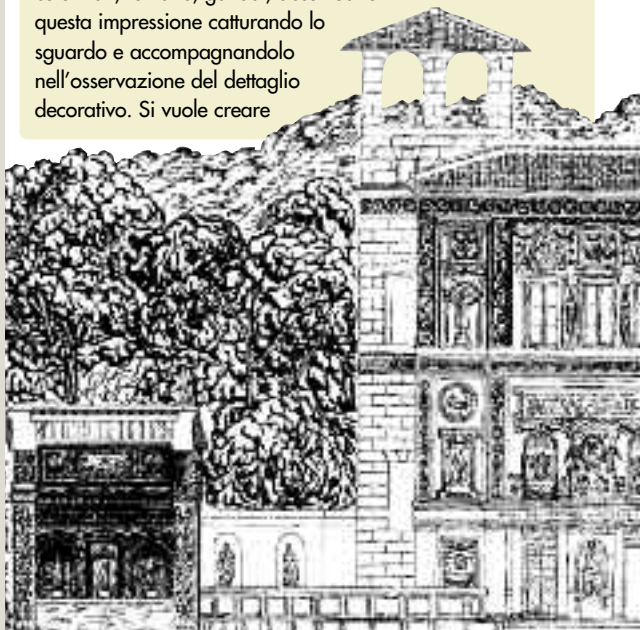 questa impressione catturando lo
sguardo e accompagnandolo
nell'osservazione del dettaglio
decorativo. Si vuole creare